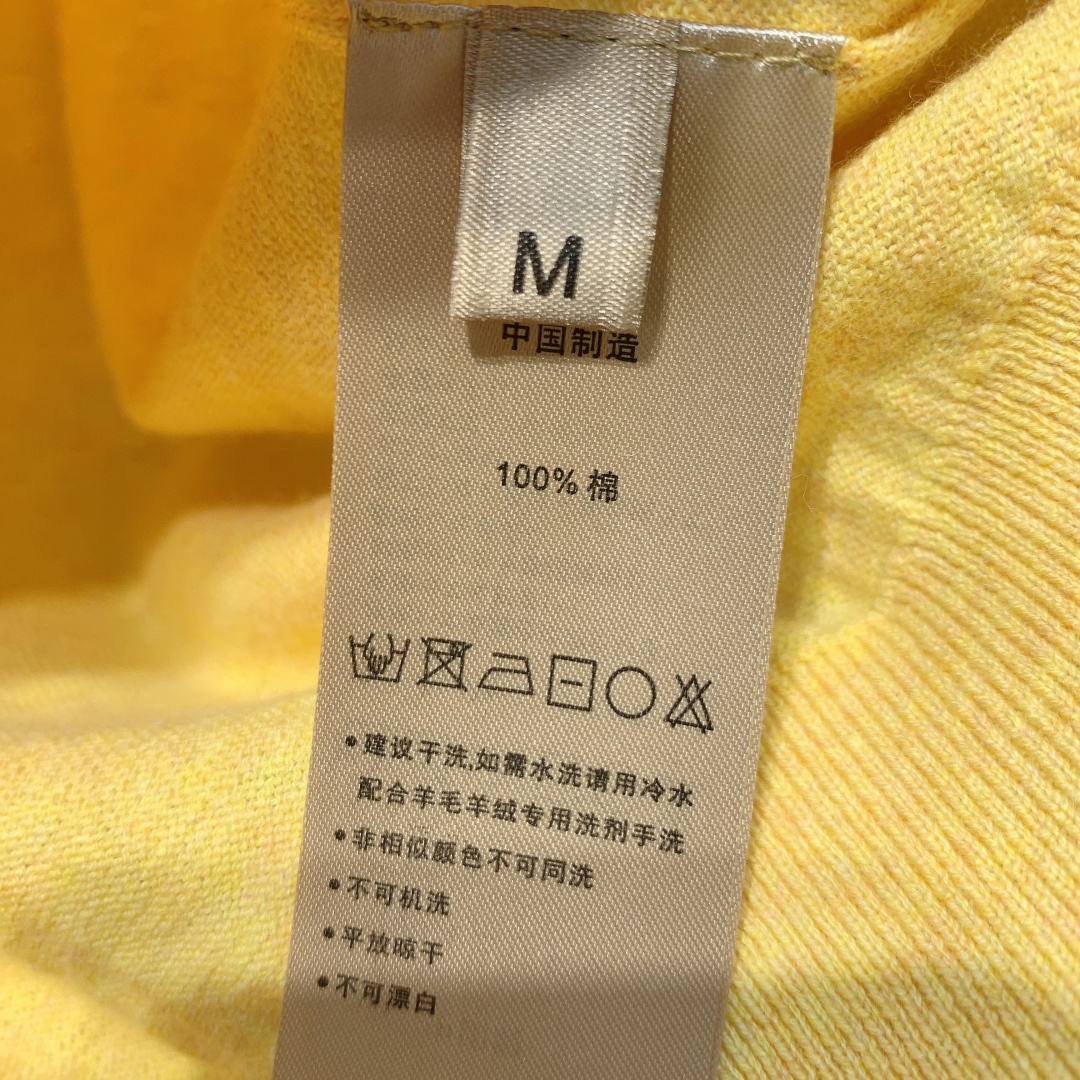 M
中国制造
100% 棉
•建议干洗,如需水洗请用冷水
配合羊毛羊绒专用洗剂手洗
•非相似颜色不可同洗
•不可机洗
•平放晾干
•不可漂白